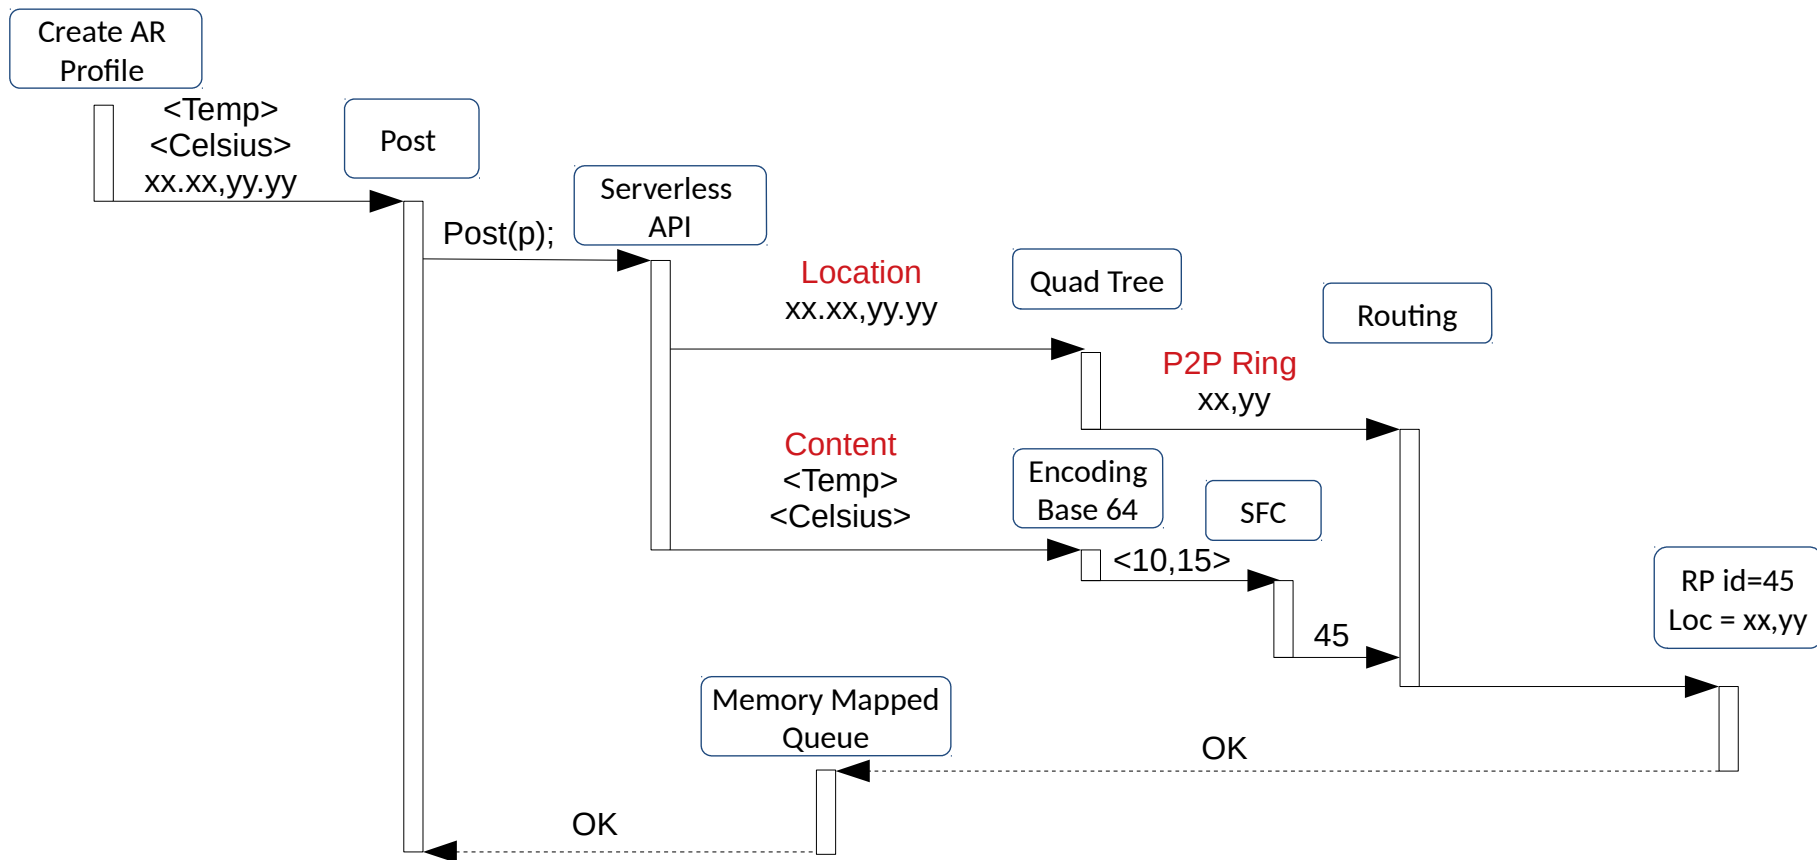 Create AR
Profile
<Temp>
<Celsius>
xx.xx,yy.yy
Post
Post(p);
Serverless
API
Location
xx.xx,yy.yy
Quad Tree
Routing
P2P Ring
xx,yy
Content
<Temp>
<Celsius>
Encoding
Base 64
SFC
<10,15>
45
RP id=45
Loc = xx,yy
Memory Mapped
Queue
OK
OK